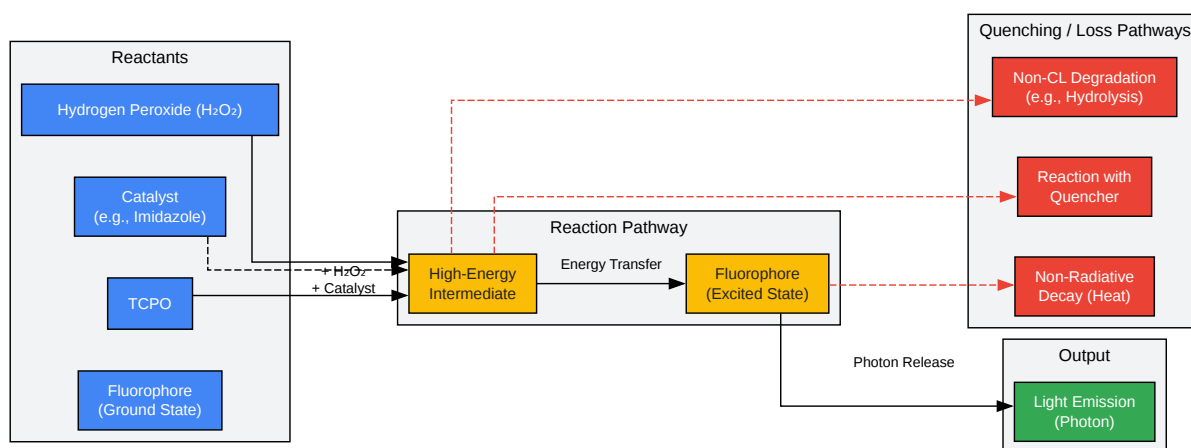 Reactants
Hydrogen Peroxide (H₂O₂)
Catalyst
(e.g., Imidazole)
TCPO
Fluorophore
(Ground State)
+ H₂O₂
+ Catalyst
Reaction Pathway
High-Energy
Intermediate
Energy Transfer
Fluorophore
(Excited State)
Photon Release
Quenching / Loss Pathways
Non-CL Degradation
(e.g., Hydrolysis)
Reaction with
Quencher
Non-Radiative
Decay (Heat)
Output
Light Emission
(Photon)